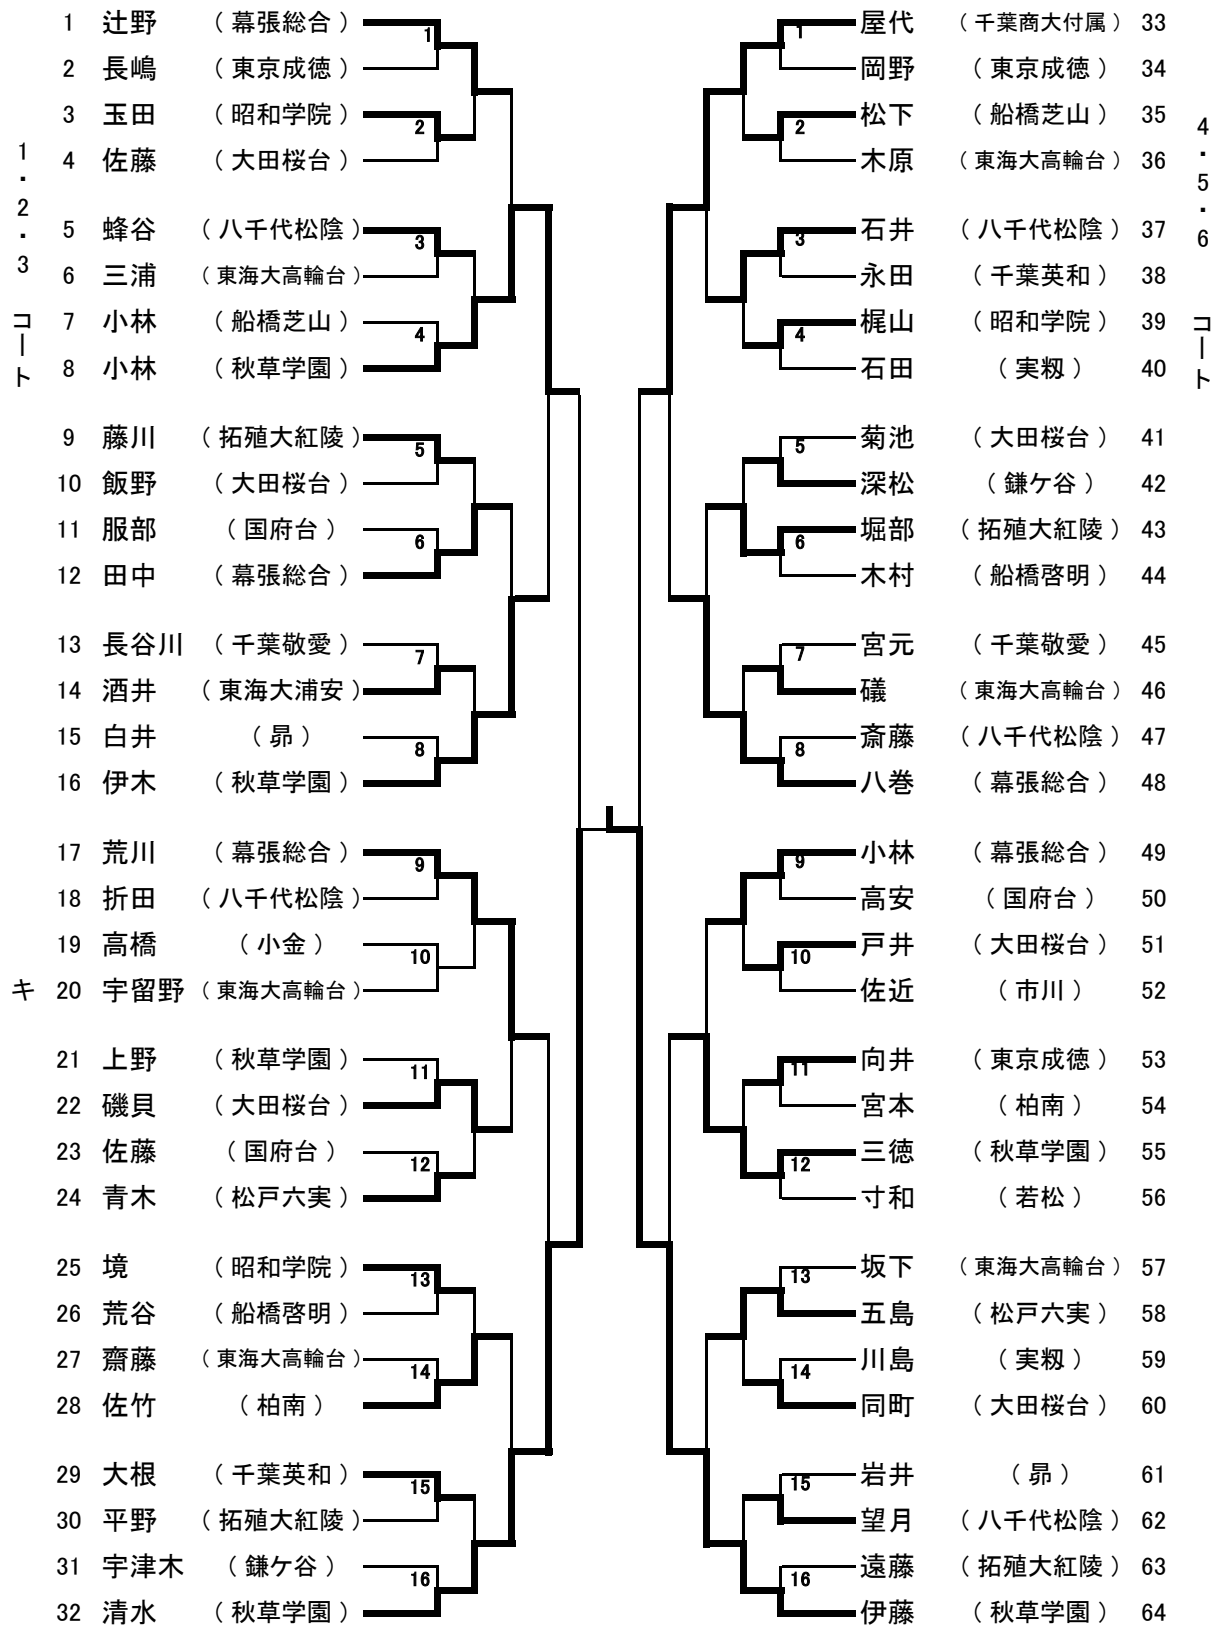 1・2・3 コート
1 辻野 （ 幕張総合 ） 1
2 長嶋 （ 東京成徳 ）
3 玉田 （ 昭和学院 ） 2
4 佐藤 （ 大田桜台 ）
5 蜂谷 （ 八千代松陰 ） 3
6 三浦 （ 東海大高輪台 ）
7 小林 （ 船橋芝山 ） 4
8 小林 （ 秋草学園 ）
9 藤川 （ 拓殖大紅陵 ） 5
10 飯野 （ 大田桜台 ）
11 服部 （ 国府台 ） 6
12 田中 （ 幕張総合 ）
13 長谷川 （ 千葉敬愛 ） 7
14 酒井 （ 東海大浦安 ）
15 白井 （ 昴 ） 8
16 伊木 （ 秋草学園 ）
17 荒川 （ 幕張総合 ） 9
18 折田 （ 八千代松陰 ）
19 高橋 （ 小金 ） 10
キ 20 宇留野 （ 東海大高輪台 ）
21 上野 （ 秋草学園 ） 11
22 磯貝 （ 大田桜台 ）
23 佐藤 （ 国府台 ） 12
24 青木 （ 松戸六実 ）
25 境 （ 昭和学院 ） 13
26 荒谷 （ 船橋啓明 ）
27 齋藤 （ 東海大高輪台 ） 14
28 佐竹 （ 柏南 ）
29 大根 （ 千葉英和 ） 15
30 平野 （ 拓殖大紅陵 ）
31 宇津木 （ 鎌ケ谷 ） 16
32 清水 （ 秋草学園 ）
4・5・6 コート
1 屋代 （ 千葉商大付属 ） 33
岡野 （ 東京成徳 ） 34
2 松下 （ 船橋芝山 ） 35
木原 （ 東海大高輪台 ） 36
3 石井 （ 八千代松陰 ） 37
永田 （ 千葉英和 ） 38
4 梶山 （ 昭和学院 ） 39
石田 （ 実籾 ） 40
5 菊池 （ 大田桜台 ） 41
深松 （ 鎌ケ谷 ） 42
6 堀部 （ 拓殖大紅陵 ） 43
木村 （ 船橋啓明 ） 44
7 宮元 （ 千葉敬愛 ） 45
礒 （ 東海大高輪台 ） 46
8 斎藤 （ 八千代松陰 ） 47
八巻 （ 幕張総合 ） 48
9 小林 （ 幕張総合 ） 49
高安 （ 国府台 ） 50
10 戸井 （ 大田桜台 ） 51
佐近 （ 市川 ） 52
11 向井 （ 東京成徳 ） 53
宮本 （ 柏南 ） 54
12 三徳 （ 秋草学園 ） 55
寸和 （ 若松 ） 56
13 坂下 （ 東海大高輪台 ） 57
五島 （ 松戸六実 ） 58
14 川島 （ 実籾 ） 59
同町 （ 大田桜台 ） 60
15 岩井 （ 昴 ） 61
望月 （ 八千代松陰 ） 62
16 遠藤 （ 拓殖大紅陵 ） 63
伊藤 （ 秋草学園 ） 64